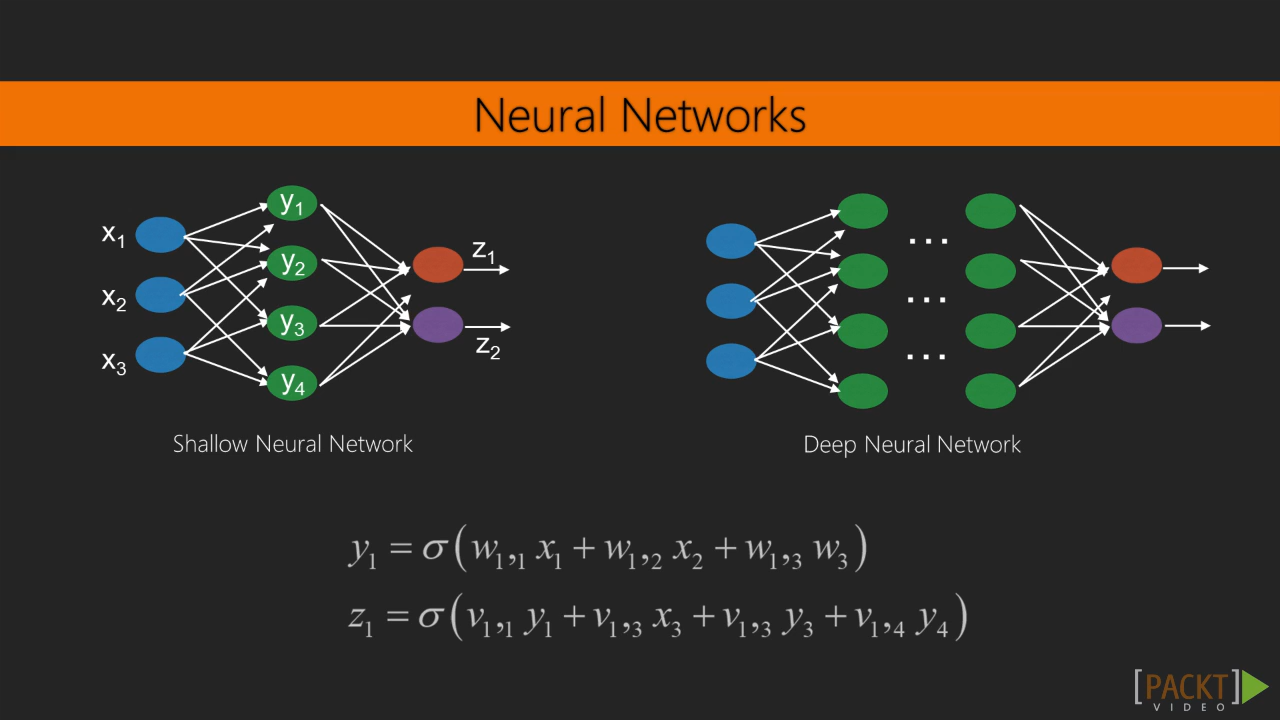 Neural Networks
x₁
x₂
x₃
y₁
y₂
y₃
y₄
z₁
z₂
...
...
...
Shallow Neural Network
Deep Neural Network
y₁ = σ(w₁,₁ x₁ + w₁,₂ x₂ + w₁,₃ w₃)
z₁ = σ(v₁,₁ y₁ + v₁,₃ x₃ + v₁,₃ y₃ + v₁,₄ y₄)
[PACKT]
VIDEO